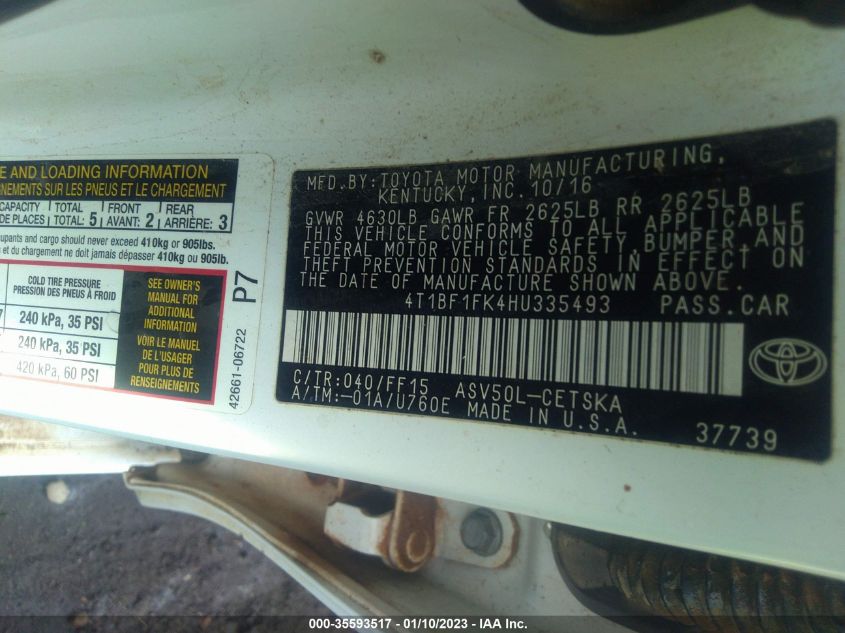 E AND LOADING INFORMATION
RNEMENTS SUR LES PNEUS ET LE CHARGEMENT
CAPACITY TOTAL FRONT REAR
DE PLACES TOTAL: 5 AVANT: 2 ARRIÈRE: 3
upants and cargo should never exceed 410kg or 905lbs.
s et du chargement ne doit jamais dépasser 410kg ou 905lb.
COLD TIRE PRESSURE
PRESSION DES PNEUS À FROID
240 kPa, 35 PSI
240 kPa, 35 PSI
420 kPa, 60 PSI
SEE OWNER'S
MANUAL FOR
ADDITIONAL
INFORMATION
VOIR LE MANUEL
DE L'USAGER
POUR PLUS DE
RENSEIGNEMENTS
P7
42661-06722
MFD.BY:TOYOTA MOTOR MANUFACTURING,
KENTUCKY, INC. 10/16
GVWR 4630LB GAWR FR 2625LB RR 2625LB
THIS VEHICLE CONFORMS TO ALL APPLICABLE
FEDERAL MOTOR VEHICLE SAFETY, BUMPER, AND
THEFT PREVENTION STANDARDS IN EFFECT ON
THE DATE OF MANUFACTURE SHOWN ABOVE.
4T1BF1FK4HU335493 PASS.CAR
C/TR:040/FF15 ASV50L-CETSKA
A/TM:-01A/U760E MADE IN U.S.A.
37739
000-35593517 - 01/10/2023 - IAA Inc.